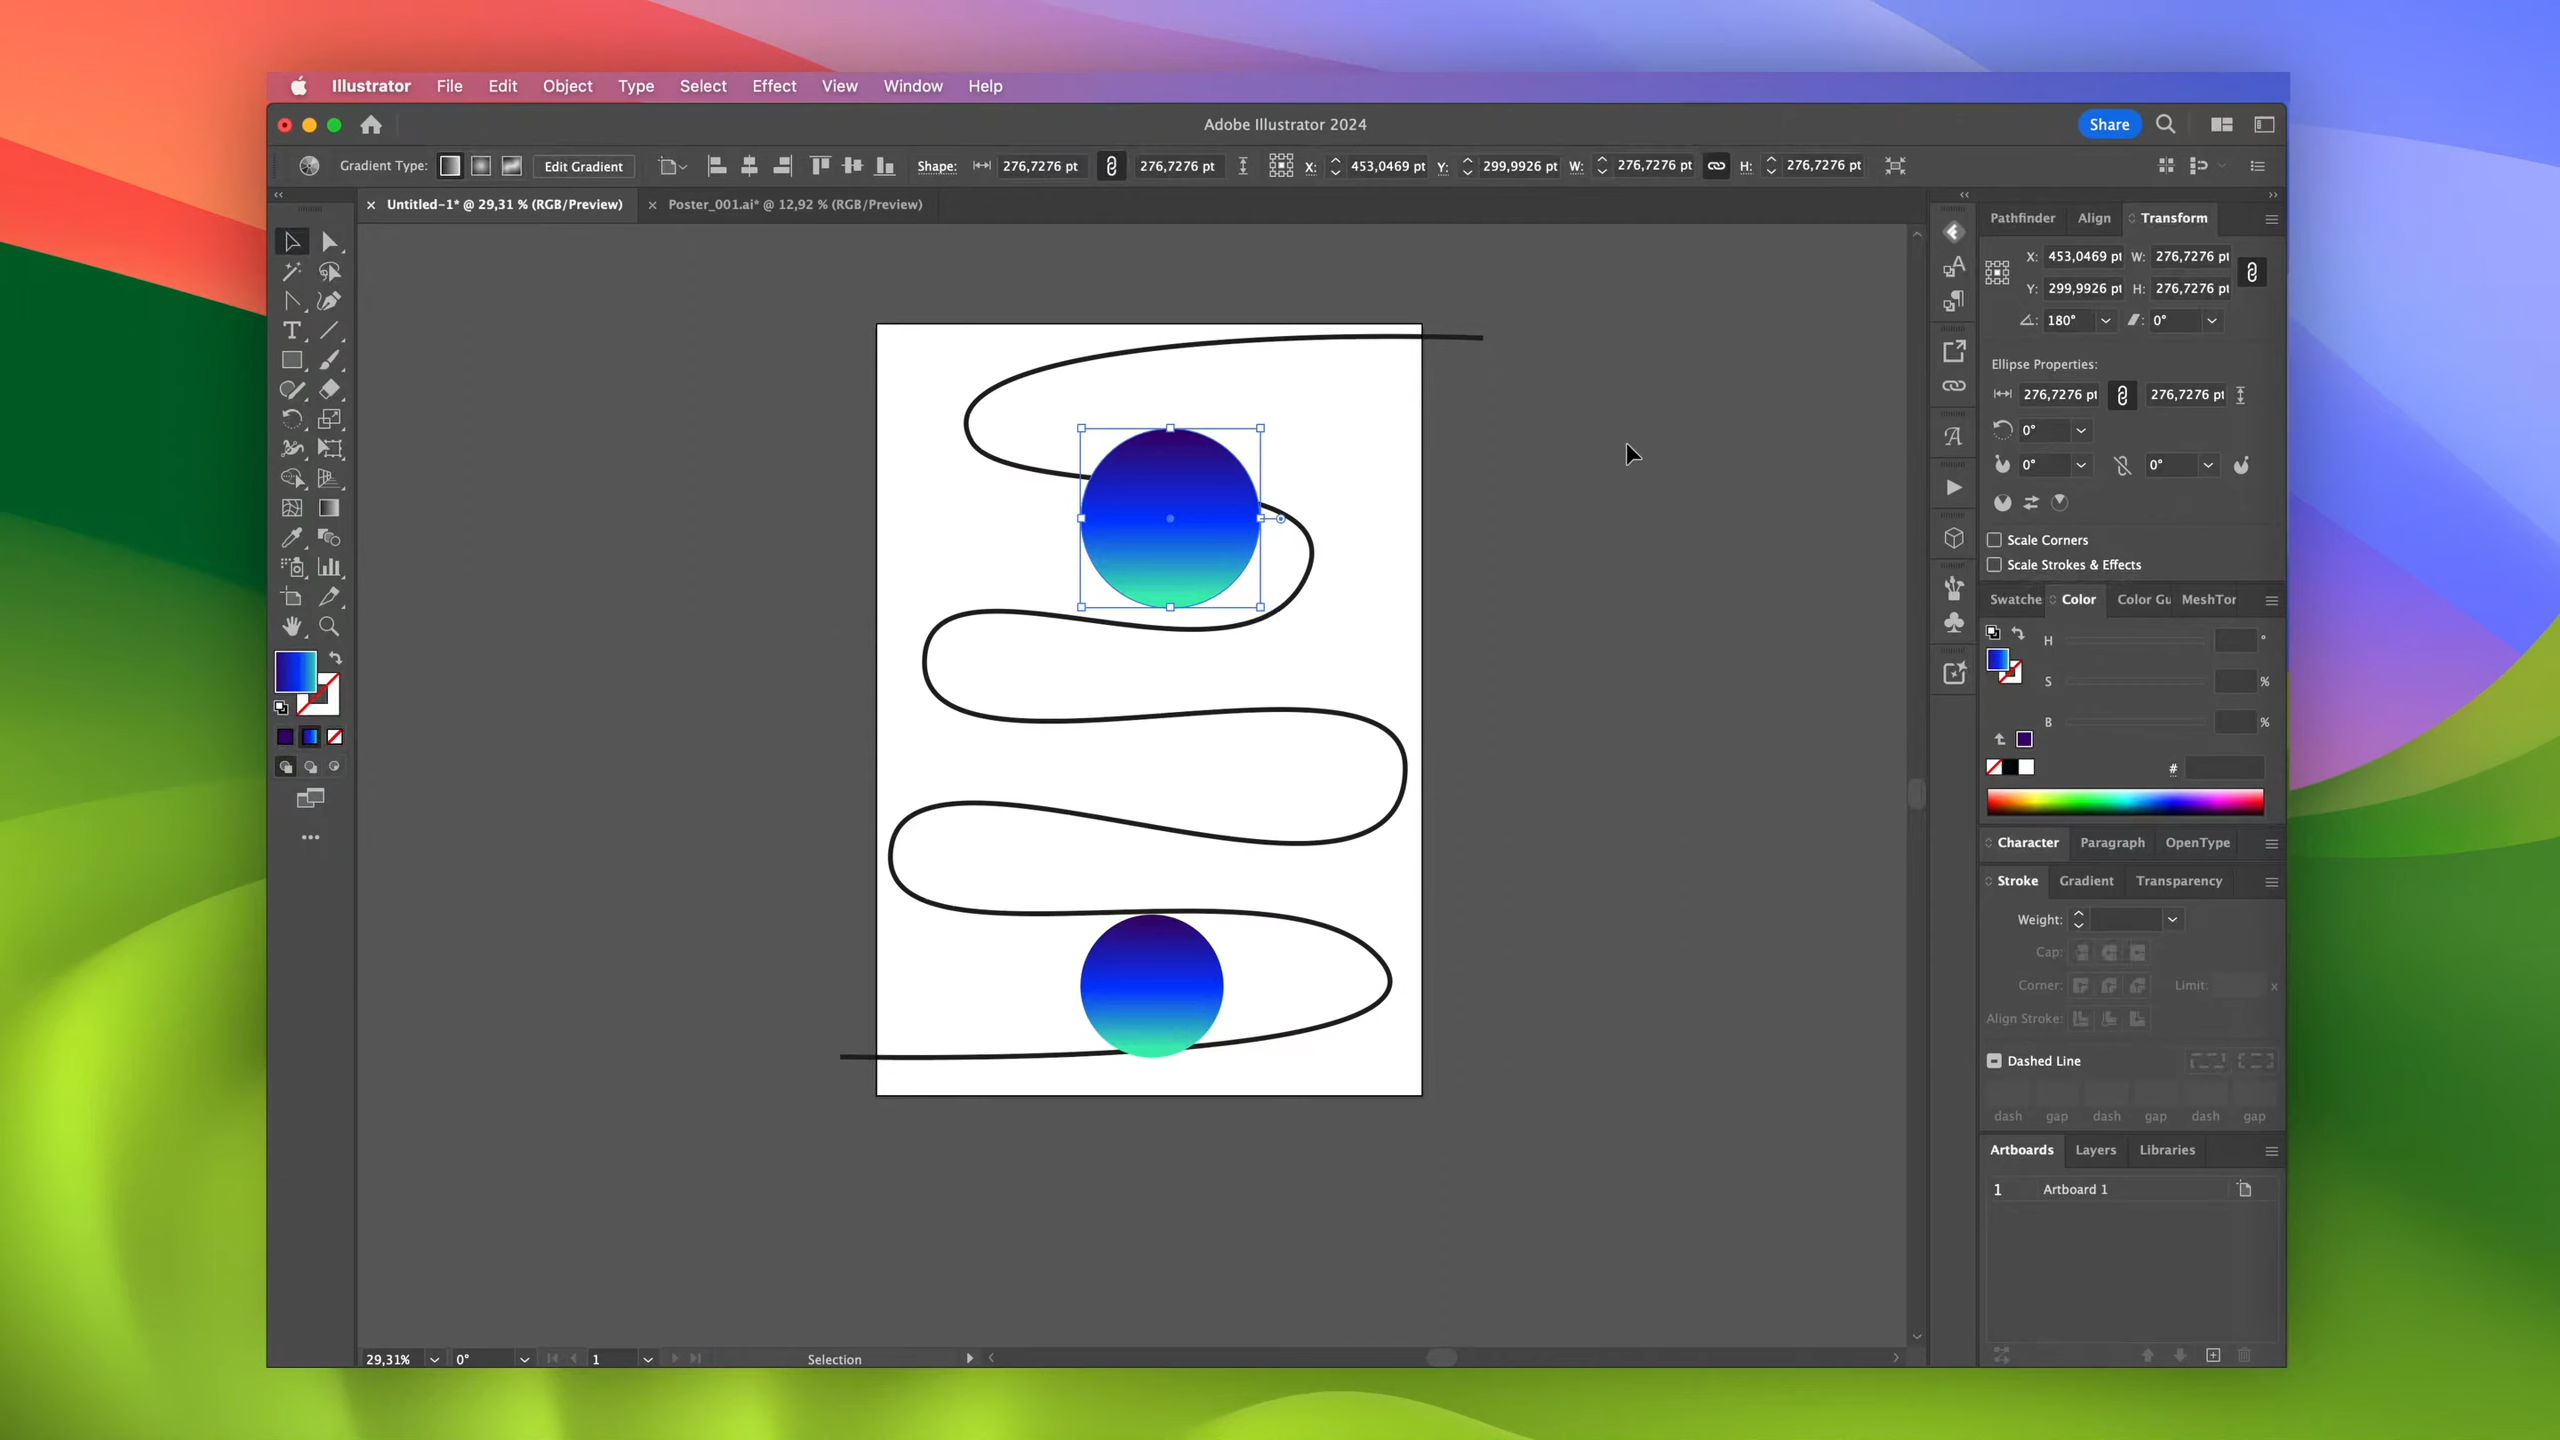 Illustrator File Edit Object Type Select Effect View Window Help
Adobe Illustrator 2024
Share
Gradient Type: Edit Gradient Shape: 276,7276 pt 276,7276 pt X: 453,0469 pt Y: 299,9926 pt W: 276,7276 pt H: 276,7276 pt
Untitled-1* @ 29,31 % (RGB/Preview) Poster_001.ai* @ 12,92 % (RGB/Preview)
Pathfinder Align Transform
X: 453,0469 pt W: 276,7276 pt
Y: 299,9926 pt H: 276,7276 pt
180° 0°
Ellipse Properties:
276,7276 pt 276,7276 pt
0°
0° 0°
Scale Corners
Scale Strokes & Effects
Swatche Color Color Gu MeshTor
H °
S %
B %
#
Character Paragraph OpenType
Stroke Gradient Transparency
Weight:
Cap:
Corner: Limit: x
Align Stroke:
Dashed Line
dash gap dash gap dash gap
Artboards Layers Libraries
1 Artboard 1
29,31% 0° 1 Selection